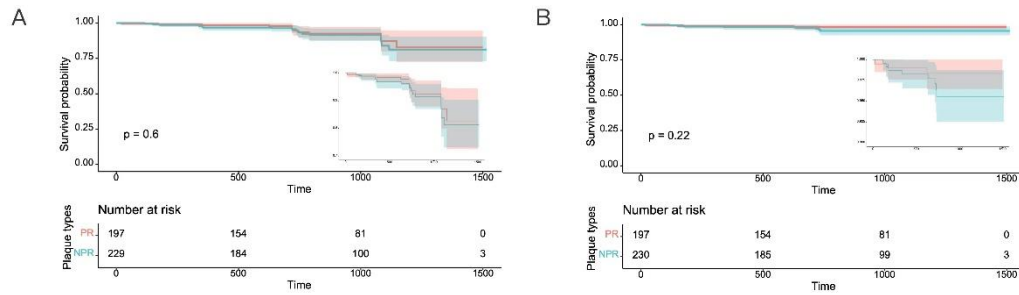 A
1.00
0.75
0.50
0.25
0.00
Survival probability
p = 0.6
0
500
1000
1500
Time
Number at risk
Plaque types
PR
197
154
81
0
NPR
229
184
100
3
0
500
1000
1500
Time
B
1.00
0.75
0.50
0.25
0.00
Survival probability
p = 0.22
0
500
1000
1500
Time
Number at risk
Plaque types
PR
197
154
81
0
NPR
230
185
99
3
0
500
1000
1500
Time